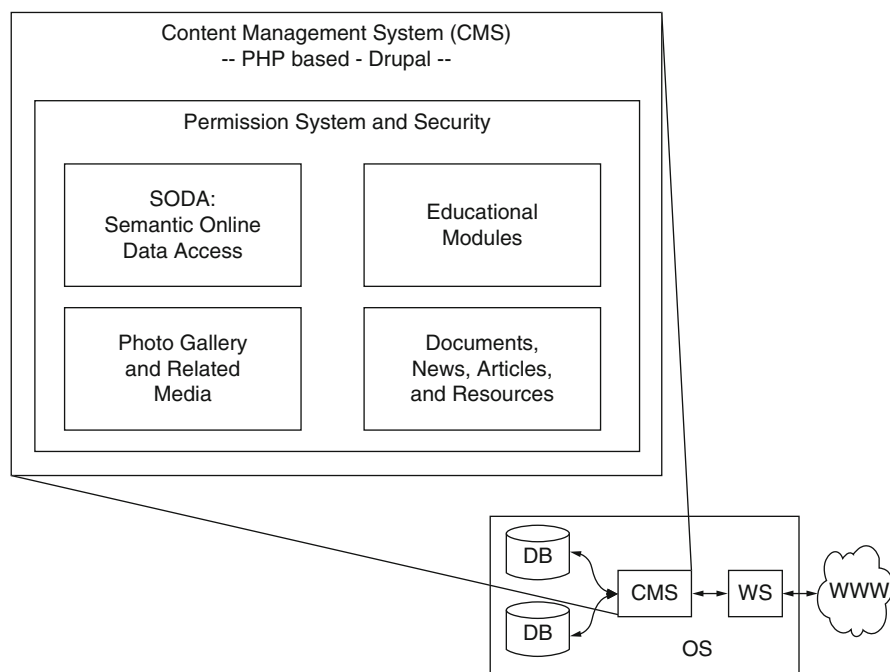 Content Management System (CMS)
-- PHP based - Drupal --
Permission System and Security
SODA:
Semantic Online
Data Access
Educational
Modules
Photo Gallery
and Related
Media
Documents,
News, Articles,
and Resources
DB
DB
CMS
WS
WWW
OS